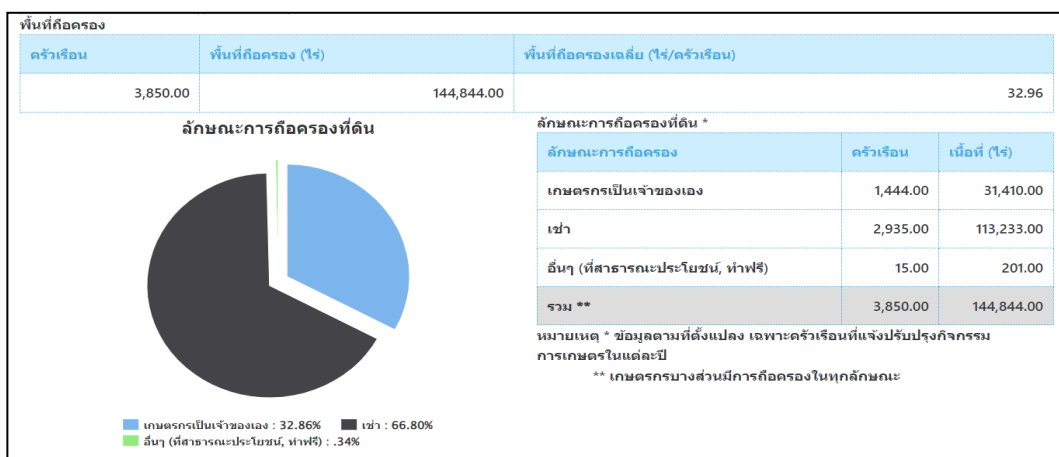 พื้นที่ถือครอง
ครัวเรือน พื้นที่ถือครอง (ไร่) พื้นที่ถือครองเฉลี่ย (ไร่/ครัวเรือน)
3,850.00 144,844.00 32.96
ลักษณะการถือครองที่ดิน
เกษตรกรเป็นเจ้าของเอง : 32.86% เช่า : 66.80%
อื่นๆ (ที่สาธารณะประโยชน์, ทำฟรี) : .34%
ลักษณะการถือครองที่ดิน *
ลักษณะการถือครอง ครัวเรือน เนื้อที่ (ไร่)
เกษตรกรเป็นเจ้าของเอง 1,444.00 31,410.00
เช่า 2,935.00 113,233.00
อื่นๆ (ที่สาธารณะประโยชน์, ทำฟรี) 15.00 201.00
รวม ** 3,850.00 144,844.00
หมายเหตุ * ข้อมูลตามที่ตั้งแปลง เฉพาะครัวเรือนที่แจ้งปรับปรุงกิจกรรม
การเกษตรในแต่ละปี
** เกษตรกรบางส่วนมีการถือครองในทุกลักษณะ